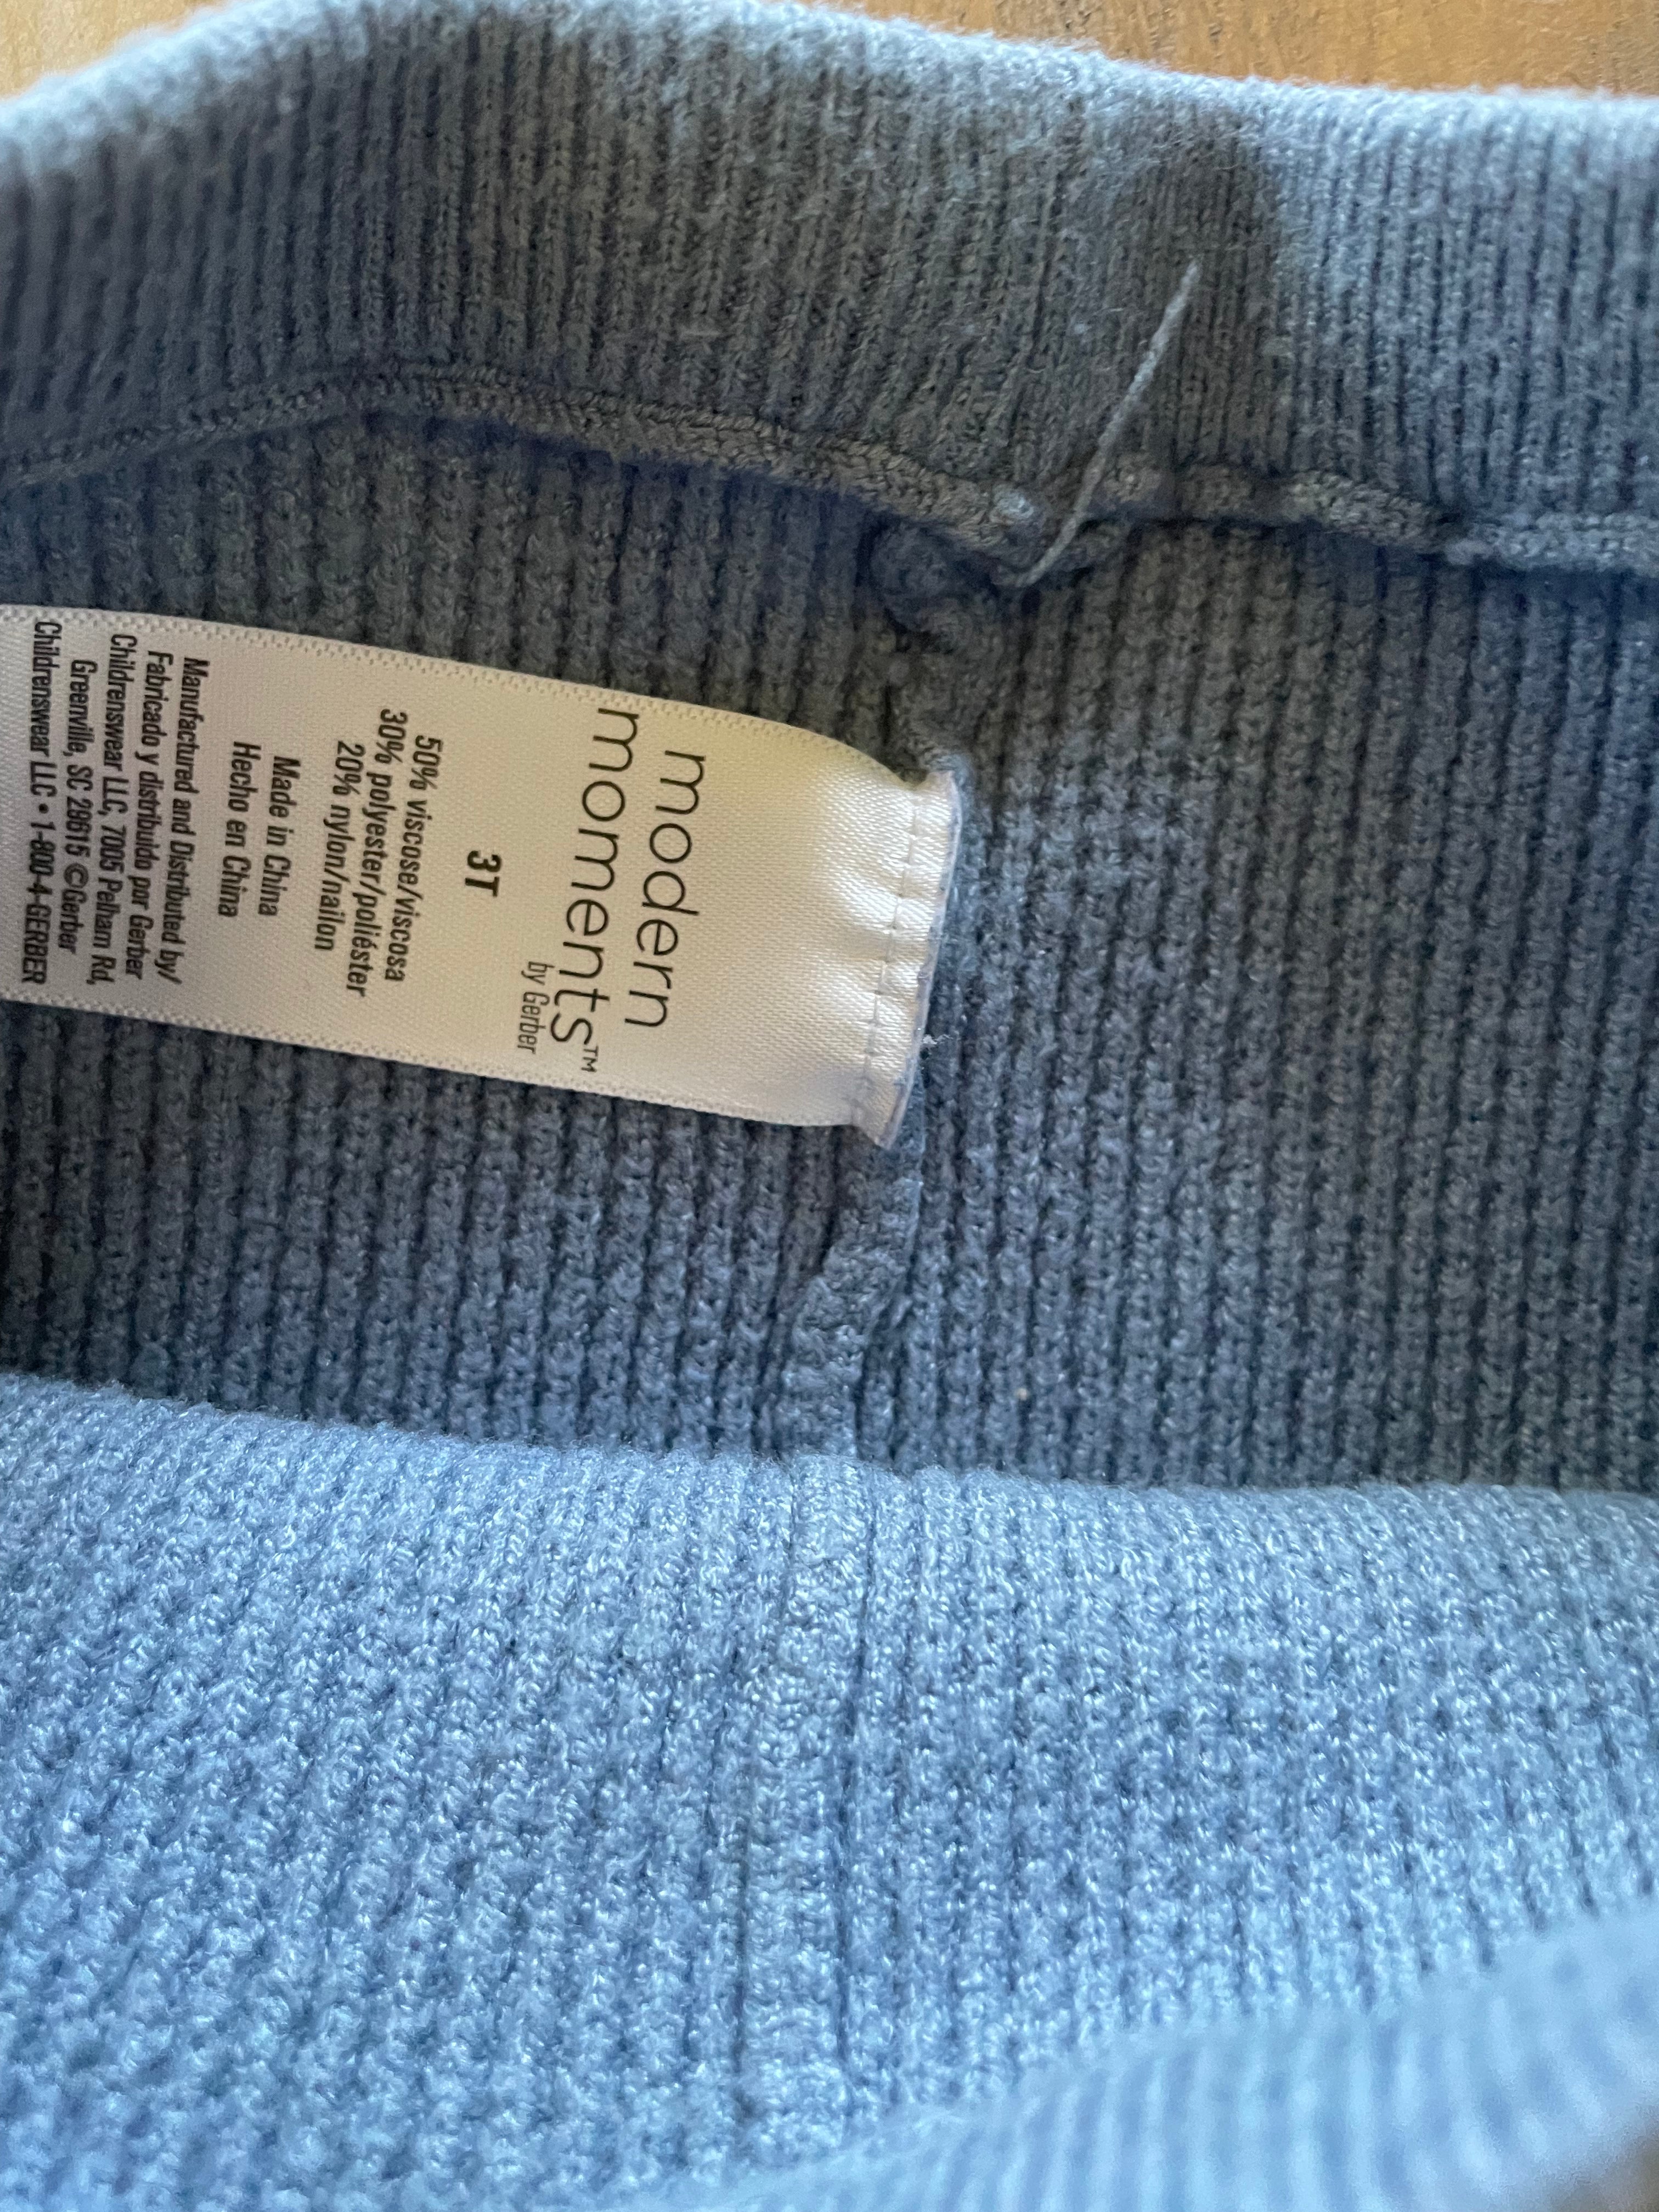 modern
moments™
by Gerber
3T
50% viscose/viscosa
30% polyester/poliéster
20% nylon/nailon
Made in China
Hecho en China
Manufactured and Distributed by/
Fabricado y distribuido por Gerber
Childrenswear LLC, 7005 Pelham Rd,
Greenville, SC 29615 ©Gerber
Childrenswear LLC • 1-800-4-GERBER